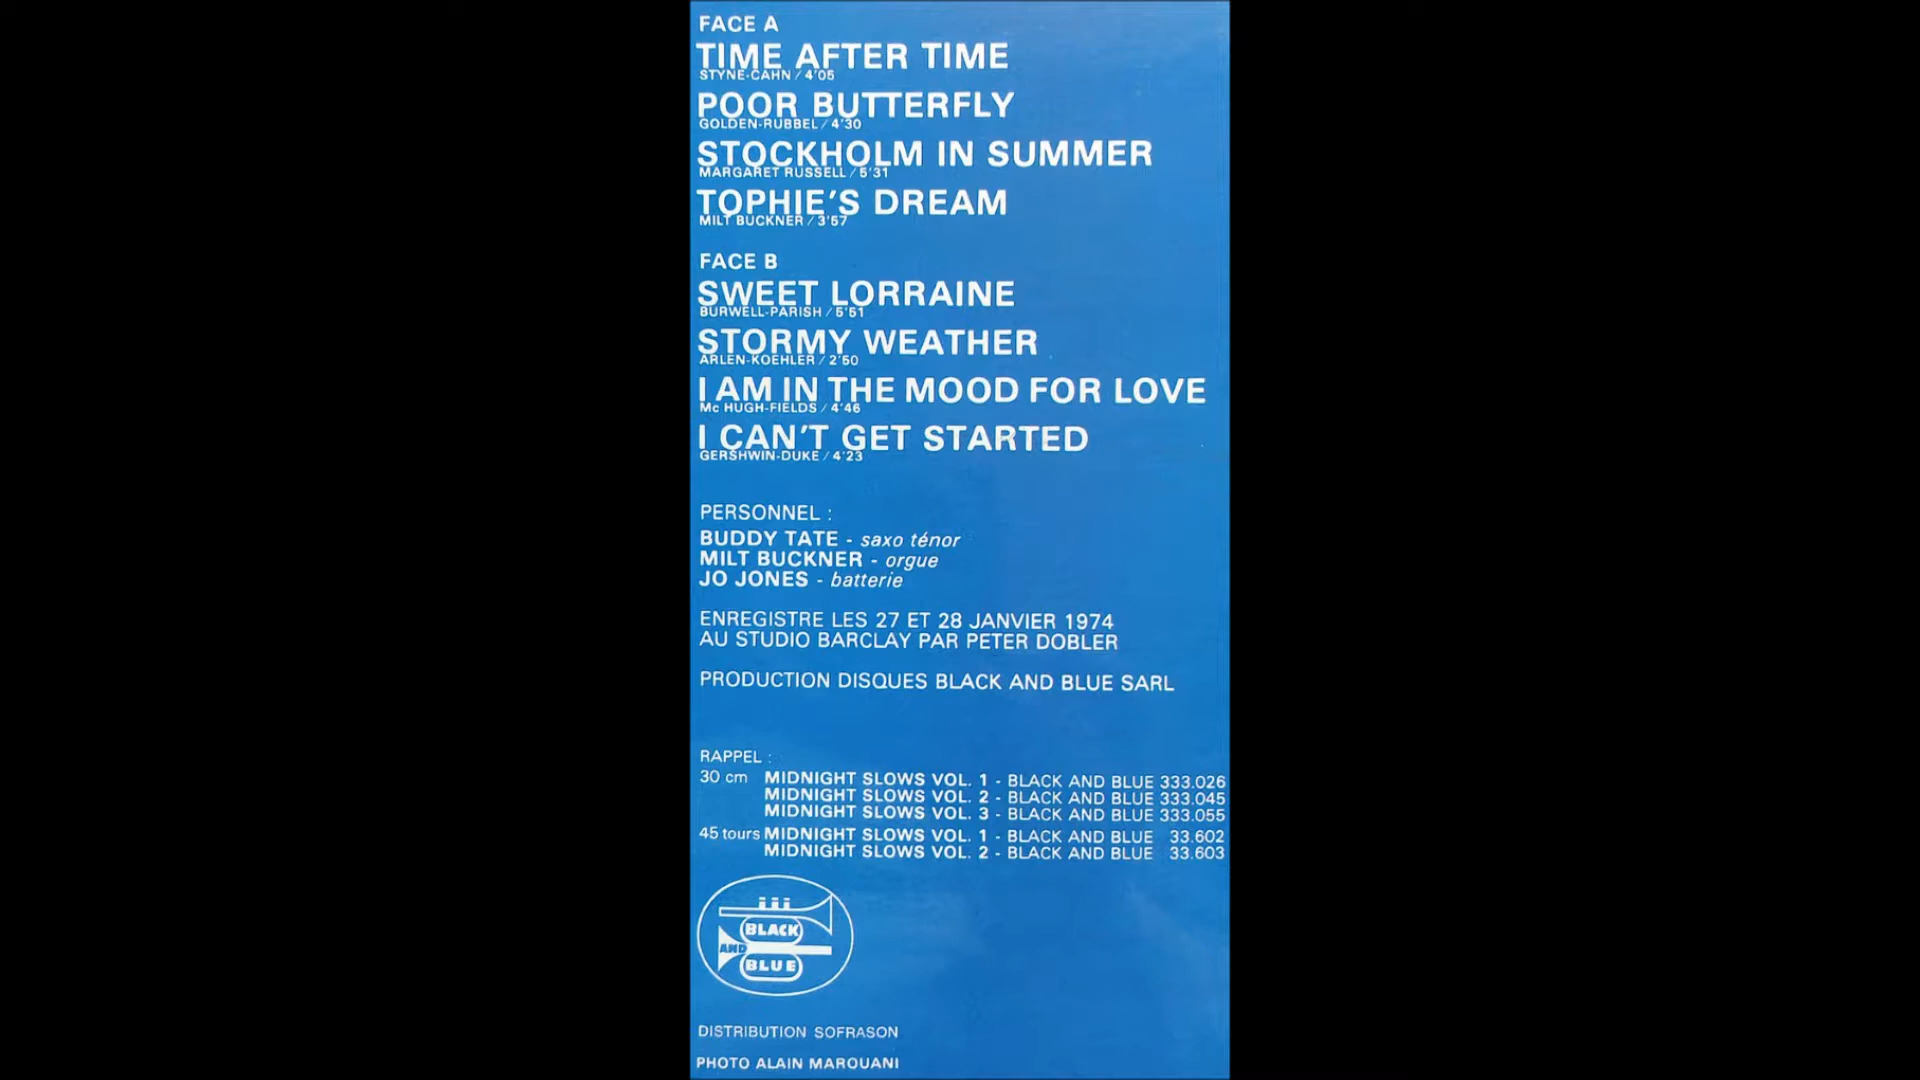 FACE A
TIME AFTER TIME
STYNE-CAHN / 4'05
POOR BUTTERFLY
GOLDEN-RUBBEL / 4'30
STOCKHOLM IN SUMMER
MARGARET RUSSELL / 5'31
TOPHIE'S DREAM
MILT BUCKNER / 3'57
FACE B
SWEET LORRAINE
BURWELL-PARISH / 5'51
STORMY WEATHER
ARLEN-KOEHLER / 2'50
I AM IN THE MOOD FOR LOVE
Mc HUGH-FIELDS / 4'46
I CAN'T GET STARTED
GERSHWIN-DUKE / 4'23
PERSONNEL :
BUDDY TATE - saxo ténor
MILT BUCKNER - orgue
JO JONES - batterie
ENREGISTRE LES 27 ET 28 JANVIER 1974
AU STUDIO BARCLAY PAR PETER DOBLER
PRODUCTION DISQUES BLACK AND BLUE SARL
RAPPEL :
30 cm MIDNIGHT SLOWS VOL. 1 - BLACK AND BLUE 333.026
MIDNIGHT SLOWS VOL. 2 - BLACK AND BLUE 333.045
MIDNIGHT SLOWS VOL. 3 - BLACK AND BLUE 333.055
45 tours MIDNIGHT SLOWS VOL. 1 - BLACK AND BLUE 33.602
MIDNIGHT SLOWS VOL. 2 - BLACK AND BLUE 33.603
BLACK
AND
BLUE
DISTRIBUTION SOFRASON
PHOTO ALAIN MAROUANI